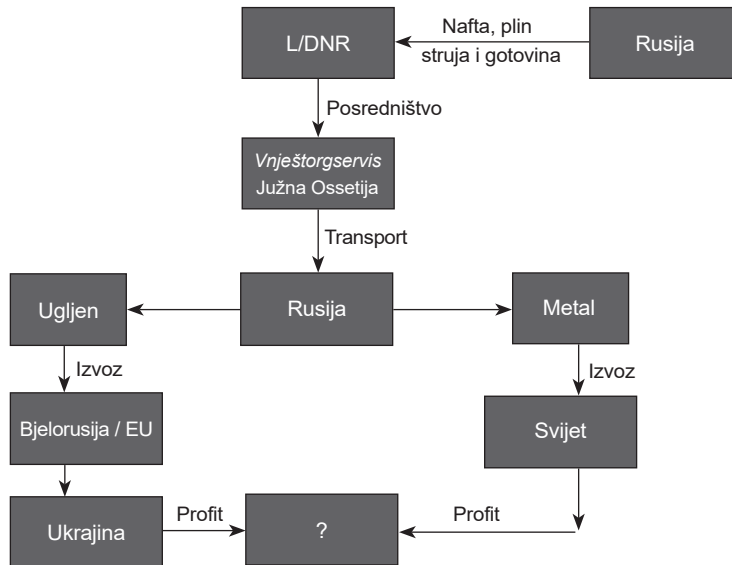 L/DNR
Nafta, plin
struja i gotovina
Rusija
Posredništvo
Vnještorgservis
Južna Ossetija
Transport
Ugljen
Rusija
Metal
Izvoz
Izvoz
Bjelorusija / EU
Svijet
Ukrajina
Profit
?
Profit